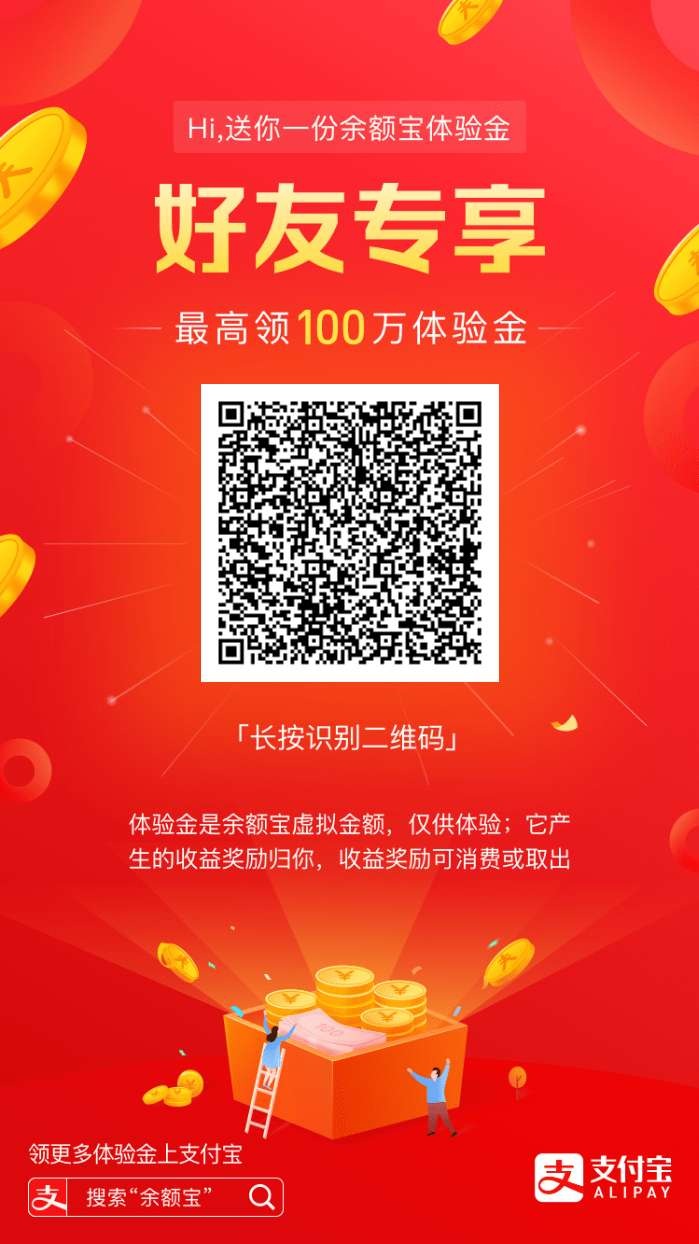 Hi,送你一份余额宝体验金
好友专享
最高领100万体验金
「长按识别二维码」
体验金是余额宝虚拟金额，仅供体验；它产
生的收益奖励归你，收益奖励可消费或取出
100
领更多体验金上支付宝
支 搜索“余额宝”
支 支付宝
ALIPAY